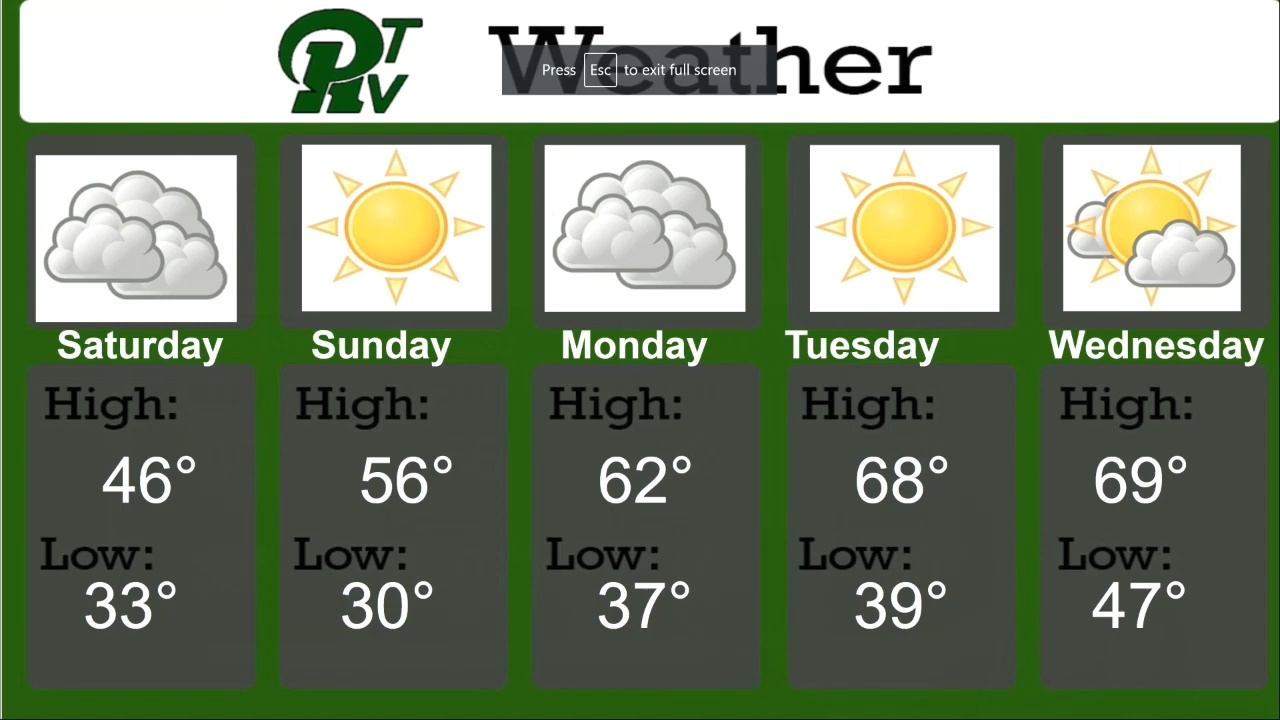 PRTV
Weather
Press Esc to exit full screen
Saturday
High:
46°
Low:
33°
Sunday
High:
56°
Low:
30°
Monday
High:
62°
Low:
37°
Tuesday
High:
68°
Low:
39°
Wednesday
High:
69°
Low:
47°